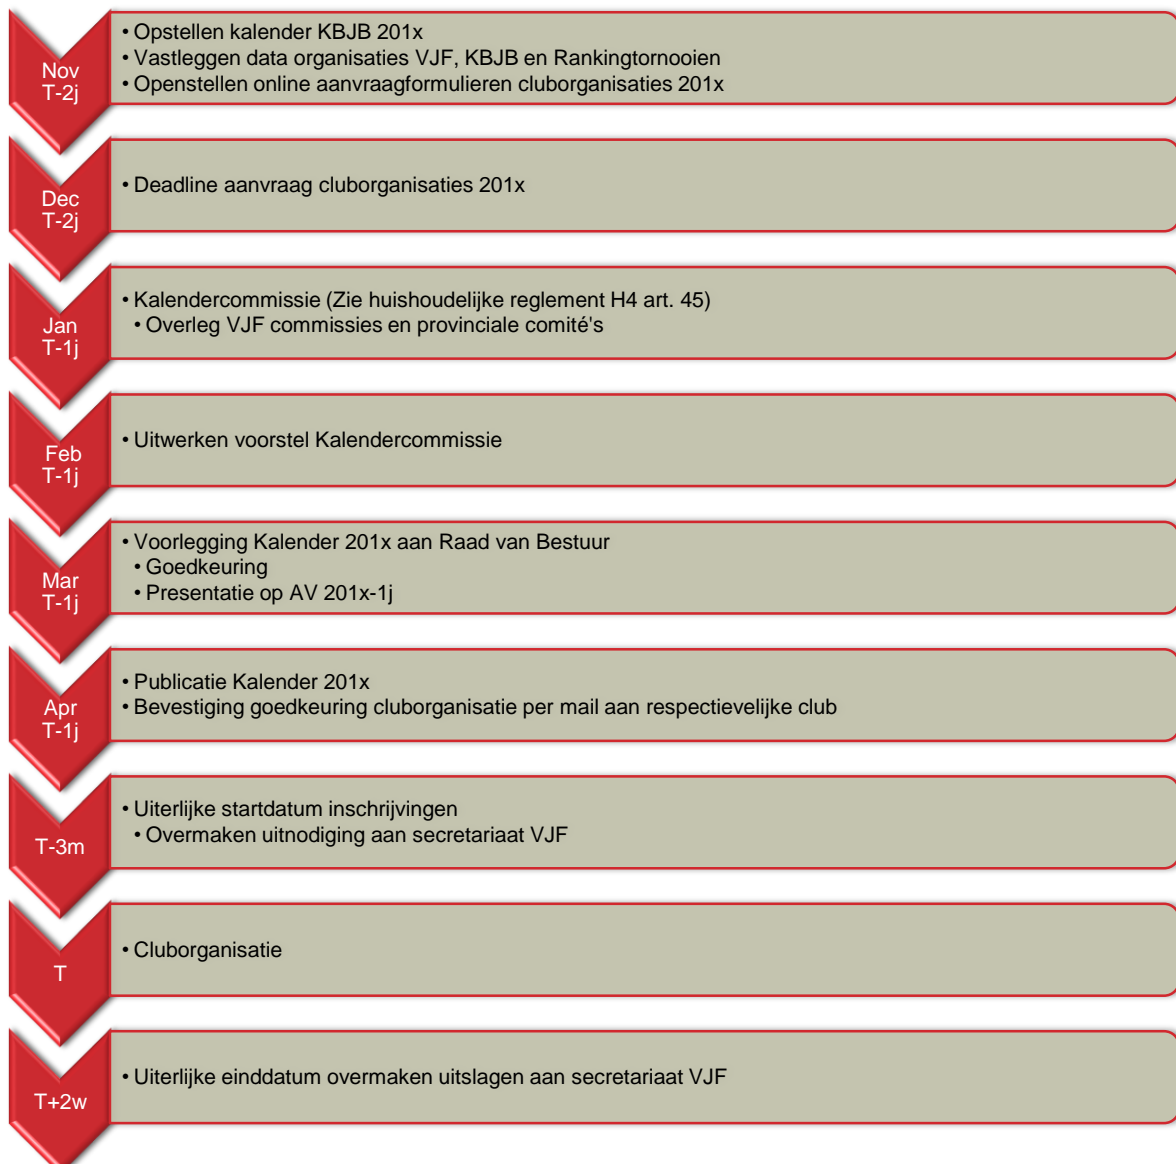 Nov
T-2j
• Opstellen kalender KBJB 201x
• Vastleggen data organisaties VJF, KBJB en Rankingtornooien
• Openstellen online aanvraagformulieren cluborganisaties 201x
Dec
T-2j
• Deadline aanvraag cluborganisaties 201x
Jan
T-1j
• Kalendercommissie (Zie huishoudelijke reglement H4 art. 45)
• Overleg VJF commissies en provinciale comité's
Feb
T-1j
• Uitwerken voorstel Kalendercommissie
Mar
T-1j
• Voorlegging Kalender 201x aan Raad van Bestuur
• Goedkeuring
• Presentatie op AV 201x-1j
Apr
T-1j
• Publicatie Kalender 201x
• Bevestiging goedkeuring cluborganisatie per mail aan respectievelijke club
T-3m
• Uiterlijke startdatum inschrijvingen
• Overmaken uitnodiging aan secretariaat VJF
T
• Cluborganisatie
T+2w
• Uiterlijke einddatum overmaken uitslagen aan secretariaat VJF